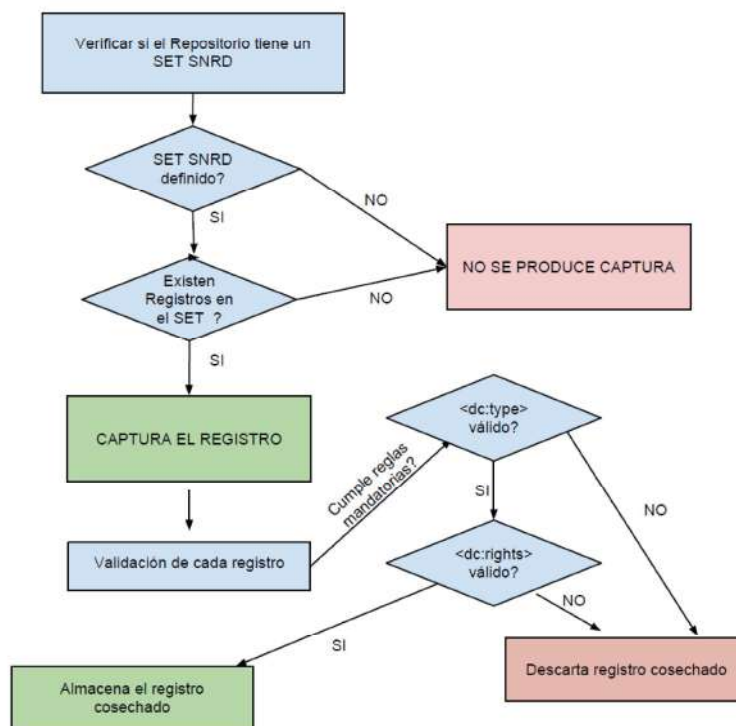 Verificar si el Repositorio tiene un
SET SNRD
SET SNRD
definido?
NO
SI
NO SE PRODUCE CAPTURA
Existen
Registros en
el SET ?
NO
SI
CAPTURA EL REGISTRO
<dc:type>
válido?
Cumple reglas
mandatorias?
SI
NO
Validación de cada registro
<dc:rights>
válido?
NO
SI
Descarta registro cosechado
Almacena el registro
cosechado